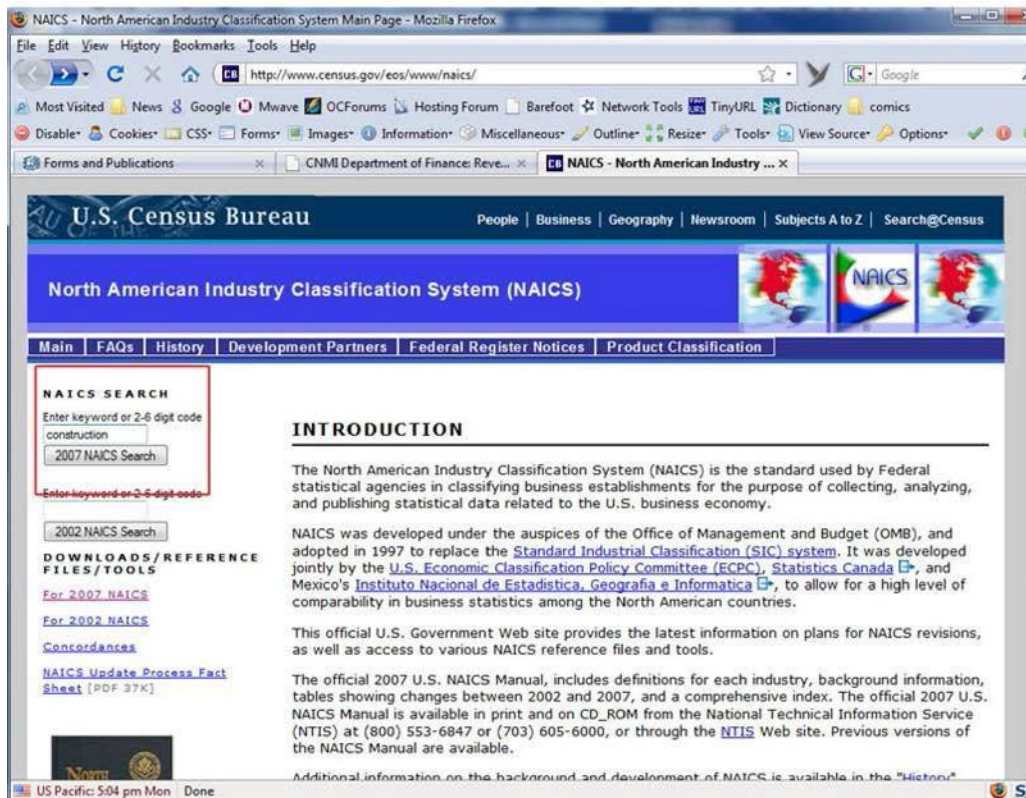 NAICS - North American Industry Classification System Main Page - Mozilla Firefox
File Edit View History Bookmarks Tools Help
http://www.census.gov/eos/www/naics/
Google
Most Visited News Google Mwave OCForums Hosting Forum Barefoot Network Tools TinyURL Dictionary comics
Disable Cookies CSS Forms Images Information Miscellaneous Outline Resize Tools View Source Options
Forms and Publications CNMI Department of Finance: Reve... NAICS - North American Industry ...
U.S. Census Bureau
People | Business | Geography | Newsroom | Subjects A to Z | Search@Census
North American Industry Classification System (NAICS)
NAICS
Main | FAQs | History | Development Partners | Federal Register Notices | Product Classification
NAICS SEARCH
Enter keyword or 2-6 digit code
construction
2007 NAICS Search
Enter keyword or 2-6 digit code
2002 NAICS Search
DOWNLOADS/REFERENCE
FILES/TOOLS
For 2007 NAICS
For 2002 NAICS
Concordances
NAICS Update Process Fact
Sheet [PDF 37K]
INTRODUCTION
The North American Industry Classification System (NAICS) is the standard used by Federal
statistical agencies in classifying business establishments for the purpose of collecting, analyzing,
and publishing statistical data related to the U.S. business economy.
NAICS was developed under the auspices of the Office of Management and Budget (OMB), and
adopted in 1997 to replace the Standard Industrial Classification (SIC) system. It was developed
jointly by the U.S. Economic Classification Policy Committee (ECPC), Statistics Canada, and
Mexico's Instituto Nacional de Estadistica, Geografia e Informatica, to allow for a high level of
comparability in business statistics among the North American countries.
This official U.S. Government Web site provides the latest information on plans for NAICS revisions,
as well as access to various NAICS reference files and tools.
The official 2007 U.S. NAICS Manual, includes definitions for each industry, background information,
tables showing changes between 2002 and 2007, and a comprehensive index. The official 2007 U.S.
NAICS Manual is available in print and on CD_ROM from the National Technical Information Service
(NTIS) at (800) 553-6847 or (703) 605-6000, or through the NTIS Web site. Previous versions of
the NAICS Manual are available.
Additional information on the background and development of NAICS is available in the "History"
North
US Pacific: 5:04 pm Mon Done